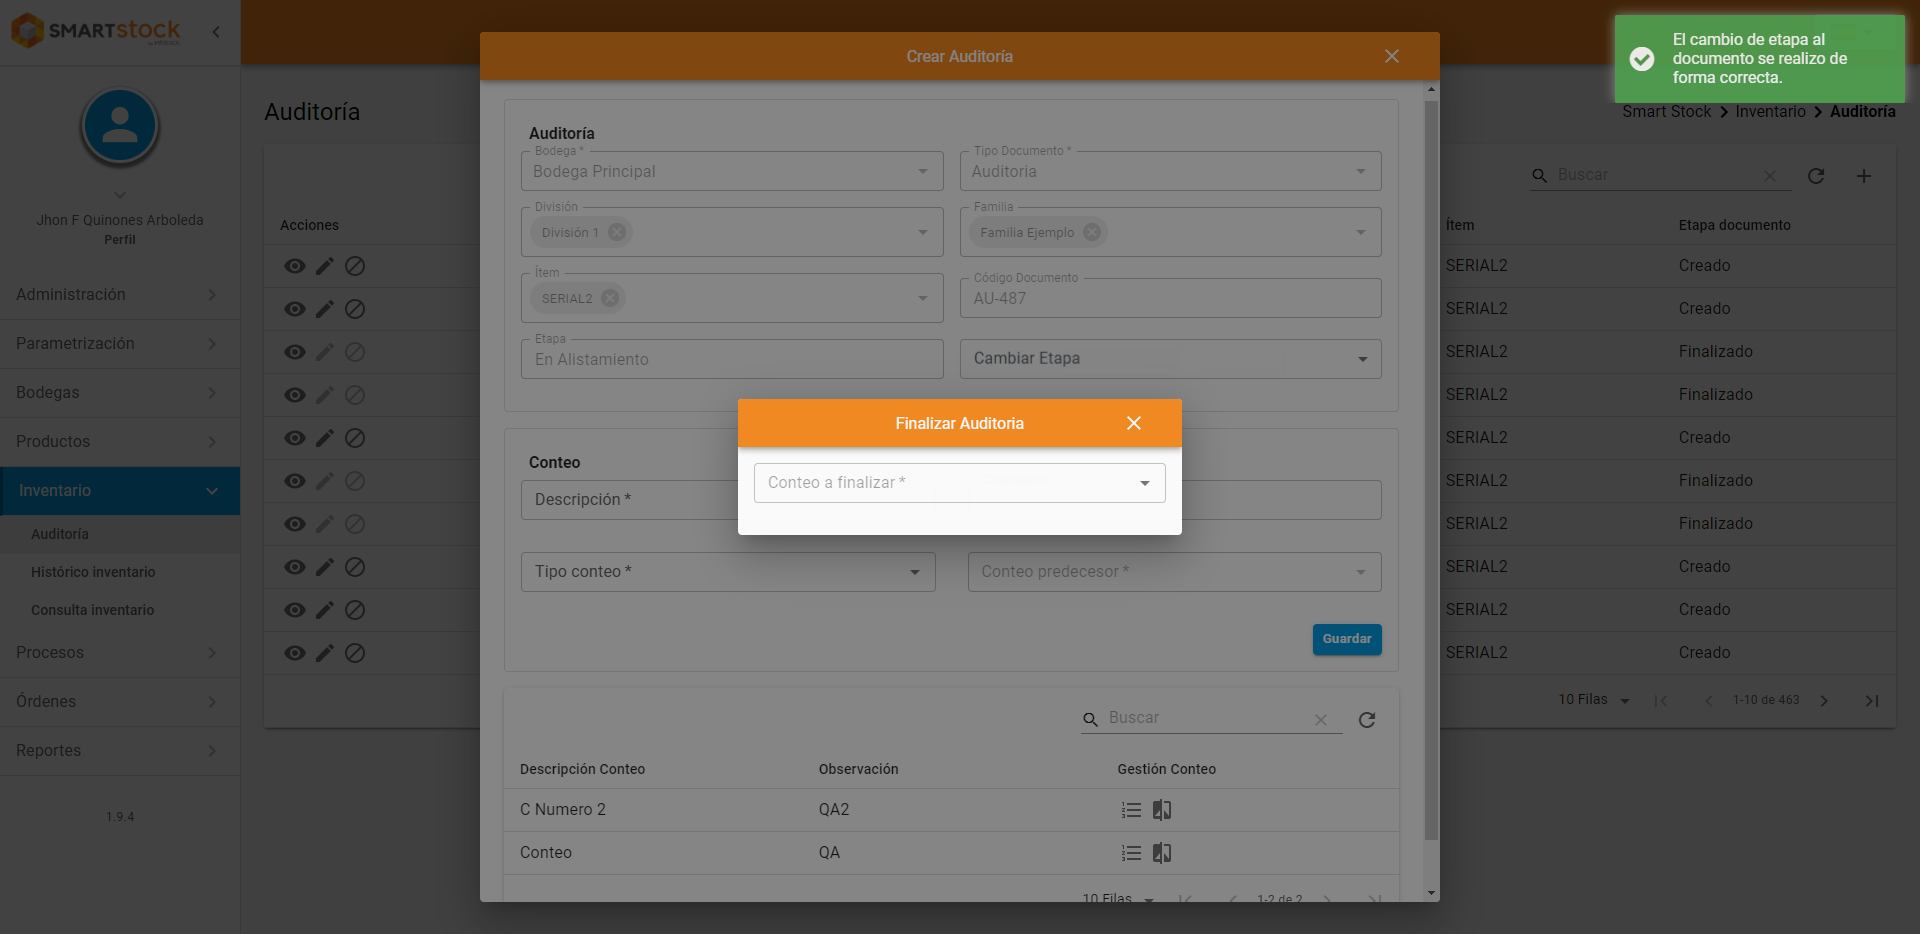 SMARTstock
Jhon F Quinones Arboleda
Perfil
Administración
Parametrización
Bodegas
Productos
Inventario
Auditoría
Histórico inventario
Consulta inventario
Procesos
Órdenes
Reportes
1.9.4
Auditoría
Acciones
Crear Auditoría
Auditoría
Bodega *
Bodega Principal
Tipo Documento *
Auditoria
División
División 1
Familia
Familia Ejemplo
Ítem
SERIAL2
Código Documento
AU-487
Etapa
En Alistamiento
Cambiar Etapa
Finalizar Auditoria
Conteo a finalizar *
Conteo
Descripción *
Tipo conteo *
Conteo predecesor *
Guardar
Buscar
Descripción Conteo Observación Gestión Conteo
C Numero 2 QA2
Conteo QA
10 Filas 1-2 de 2
El cambio de etapa al
documento se realizo de
forma correcta.
Smart Stock > Inventario > Auditoría
Buscar
Ítem Etapa documento
SERIAL2 Creado
SERIAL2 Creado
SERIAL2 Finalizado
SERIAL2 Finalizado
SERIAL2 Creado
SERIAL2 Finalizado
SERIAL2 Finalizado
SERIAL2 Creado
SERIAL2 Creado
SERIAL2 Creado
10 Filas 1-10 de 463